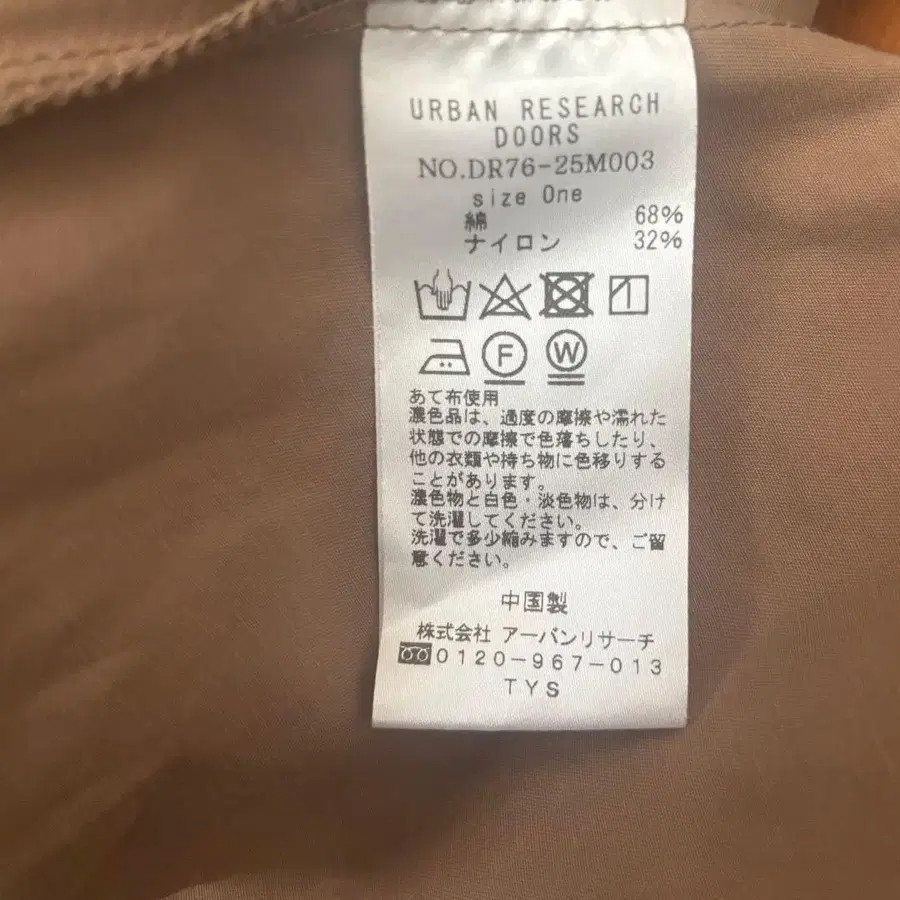 URBAN RESEARCH
DOORS
NO.DR76-25M003
size One
綿 68%
ナイロン 32%
F W
あて布使用
濃色品は、過度の摩擦や濡れた
状態での摩擦で色落ちしたり、
他の衣類や持ち物に色移りする
ことがあります。
濃色物と白色・淡色物は、分け
て洗濯してください。
洗濯で多少縮みますので、ご留
意ください。
中国製
株式会社 アーバンリサーチ
0120-967-013
TYS